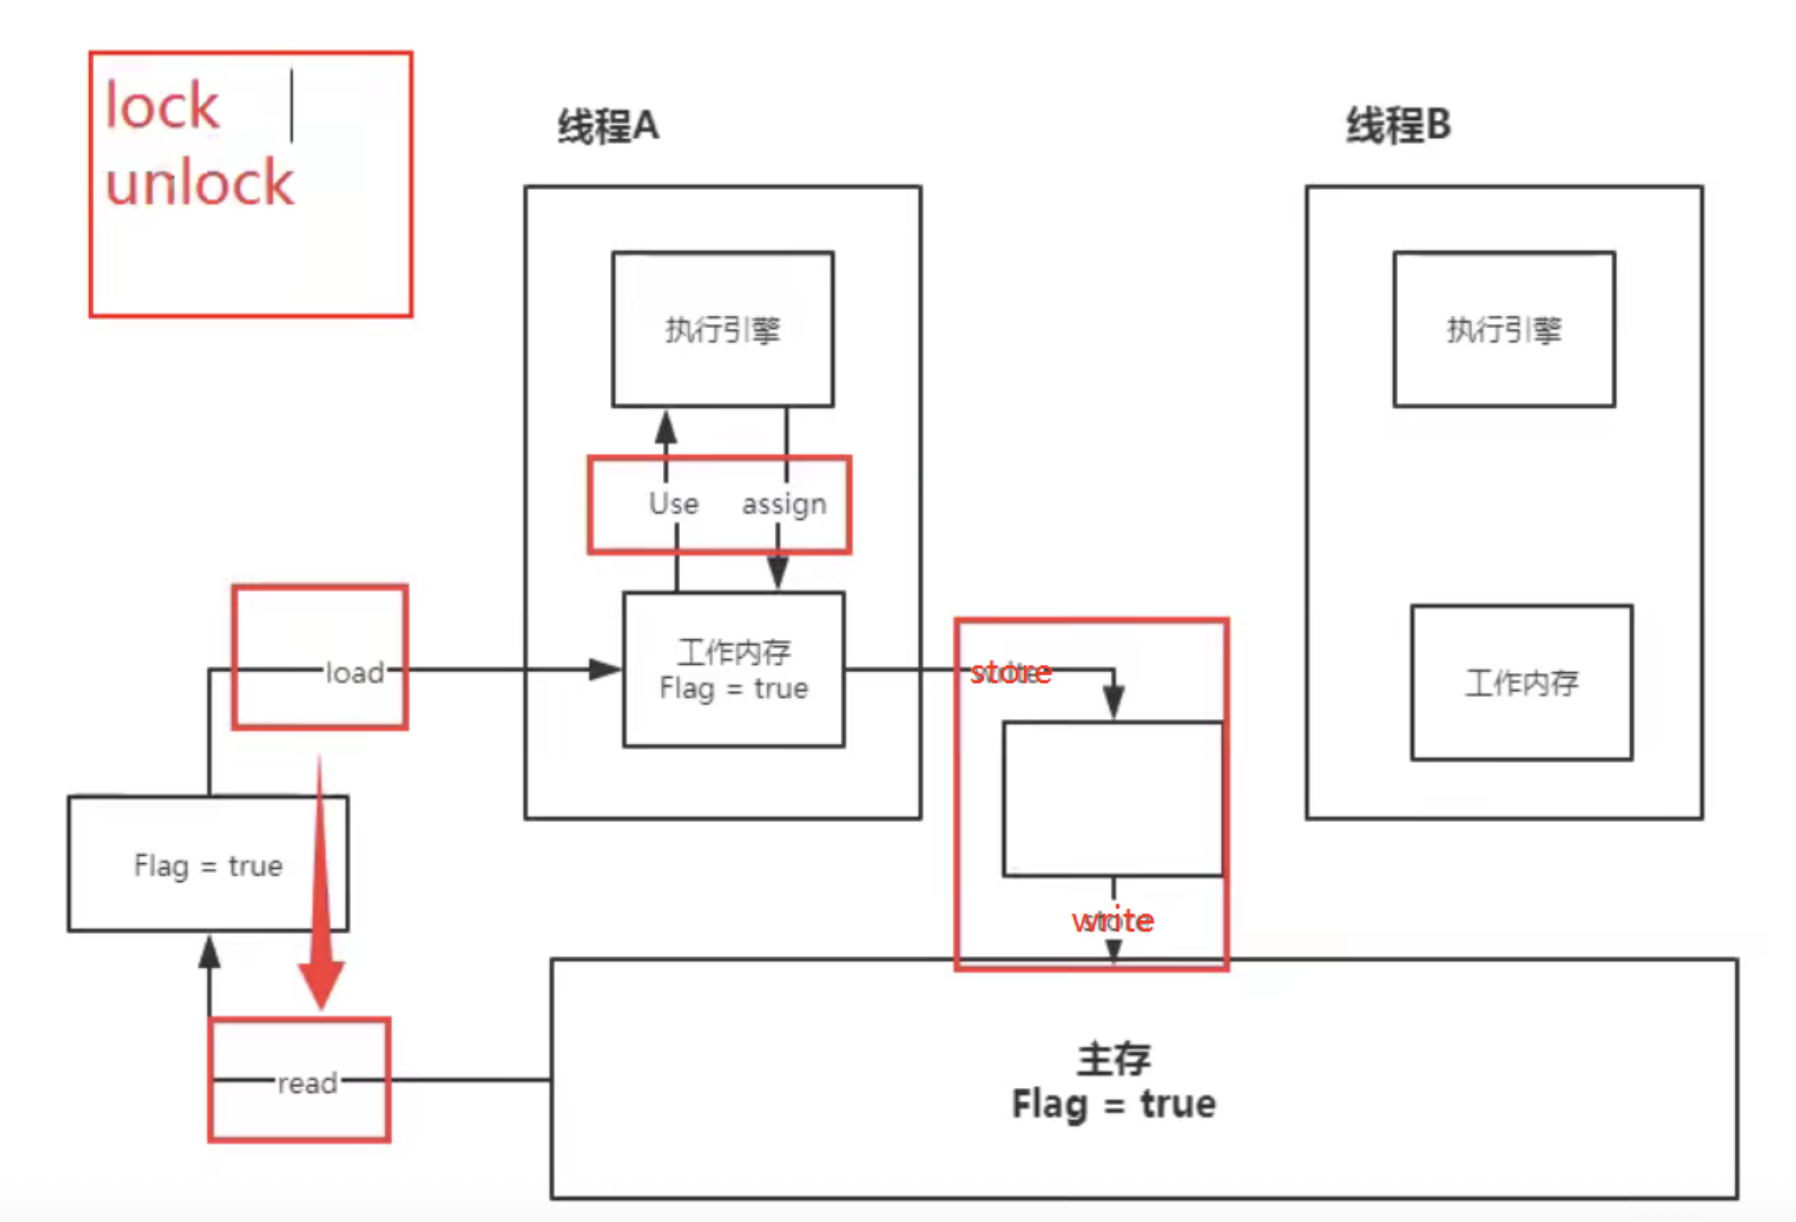 lock
unlock
线程A
线程B
执行引擎
执行引擎
Use
assign
load
工作内存
Flag = true
store
工作内存
Flag = true
write
read
主存
Flag = true